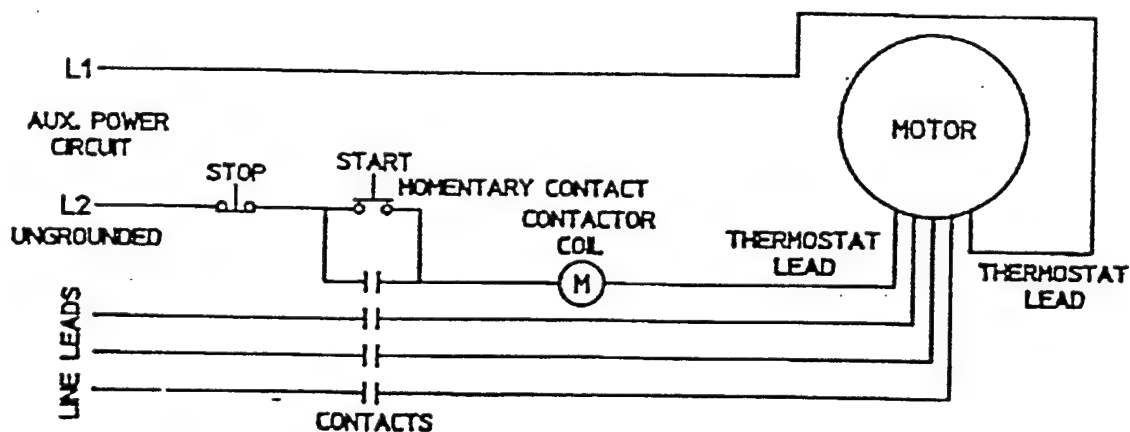 L1
AUX. POWER
CIRCUIT
MOTOR
STOP
START
MOMENTARY CONTACT
L2
UNGROUNDED
CONTACTOR
COIL
M
THERMOSTAT
LEAD
THERMOSTAT
LEAD
LINE LEADS
CONTACTS